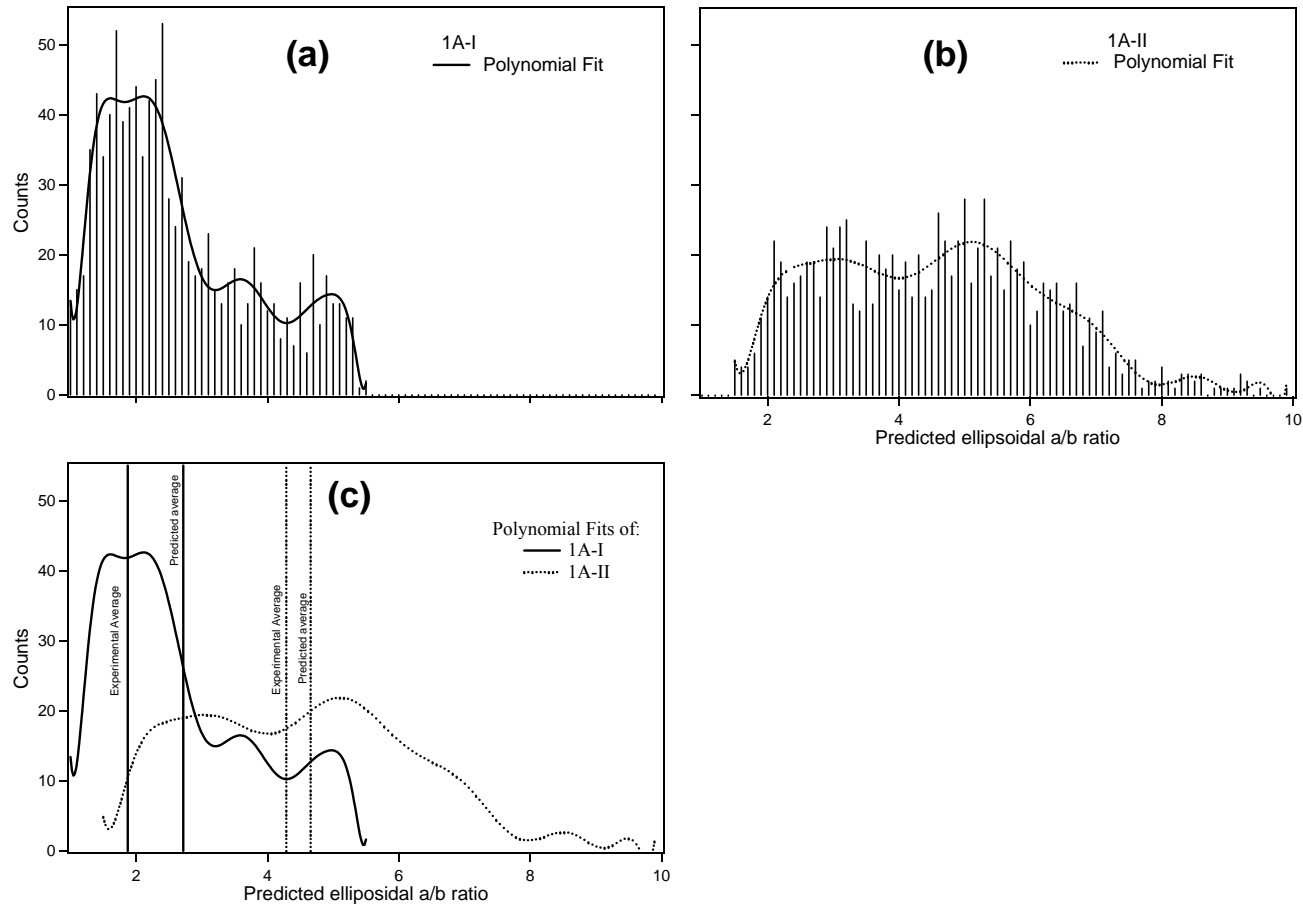 (a)
1A-I
Polynomial Fit
50
40
30
20
10
0
Counts
(b)
1A-II
Polynomial Fit
2
4
6
8
10
Predicted ellipsoidal a/b ratio
(c)
Polynomial Fits of:
1A-I
1A-II
Experimental Average
Predicted average
Experimental Average
Predicted average
50
40
30
20
10
0
Counts
2
4
6
8
10
Predicted elliposidal a/b ratio